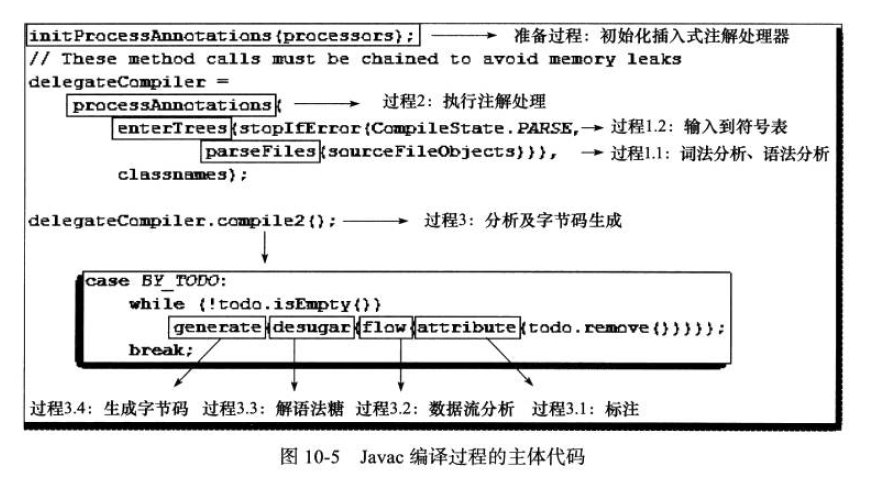 initProcessAnnotations(processors); 准备过程：初始化插入式注解处理器
// These method calls must be chained to avoid memory leaks
delegateCompiler =
processAnnotations( 过程2：执行注解处理
enterTrees(stopIfError(CompileState.PARSE, 过程1.2：输入到符号表
parseFiles(sourceFileObjects))), 过程1.1：词法分析、语法分析
classnames);
delegateCompiler.compile2(); 过程3：分析及字节码生成
case BY_TODO:
while (!todo.isEmpty())
generate(desugar(flow(attribute(todo.remove()))));
break;
过程3.4：生成字节码 过程3.3：解语法糖 过程3.2：数据流分析 过程3.1：标注
图 10-5 Javac 编译过程的主体代码